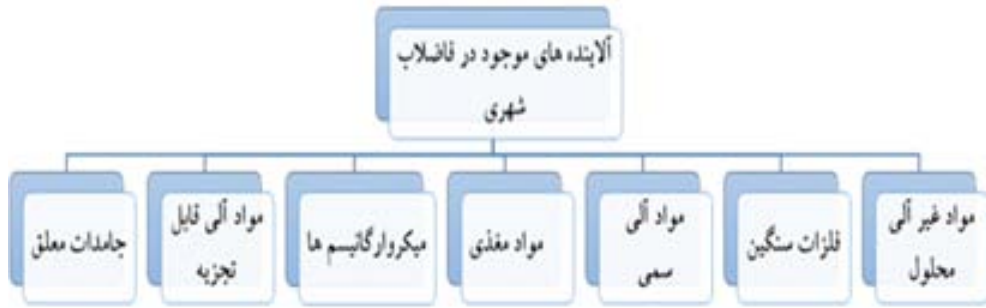 آلاینده های موجود در فاضلاب
شهری
مواد غیر آلی
محلول
فلزات سنگین
مواد آلی
سمی
مواد مغذی
میکروارگانیسم ها
مواد آلی قابل
تجزیه
جامدات معلق